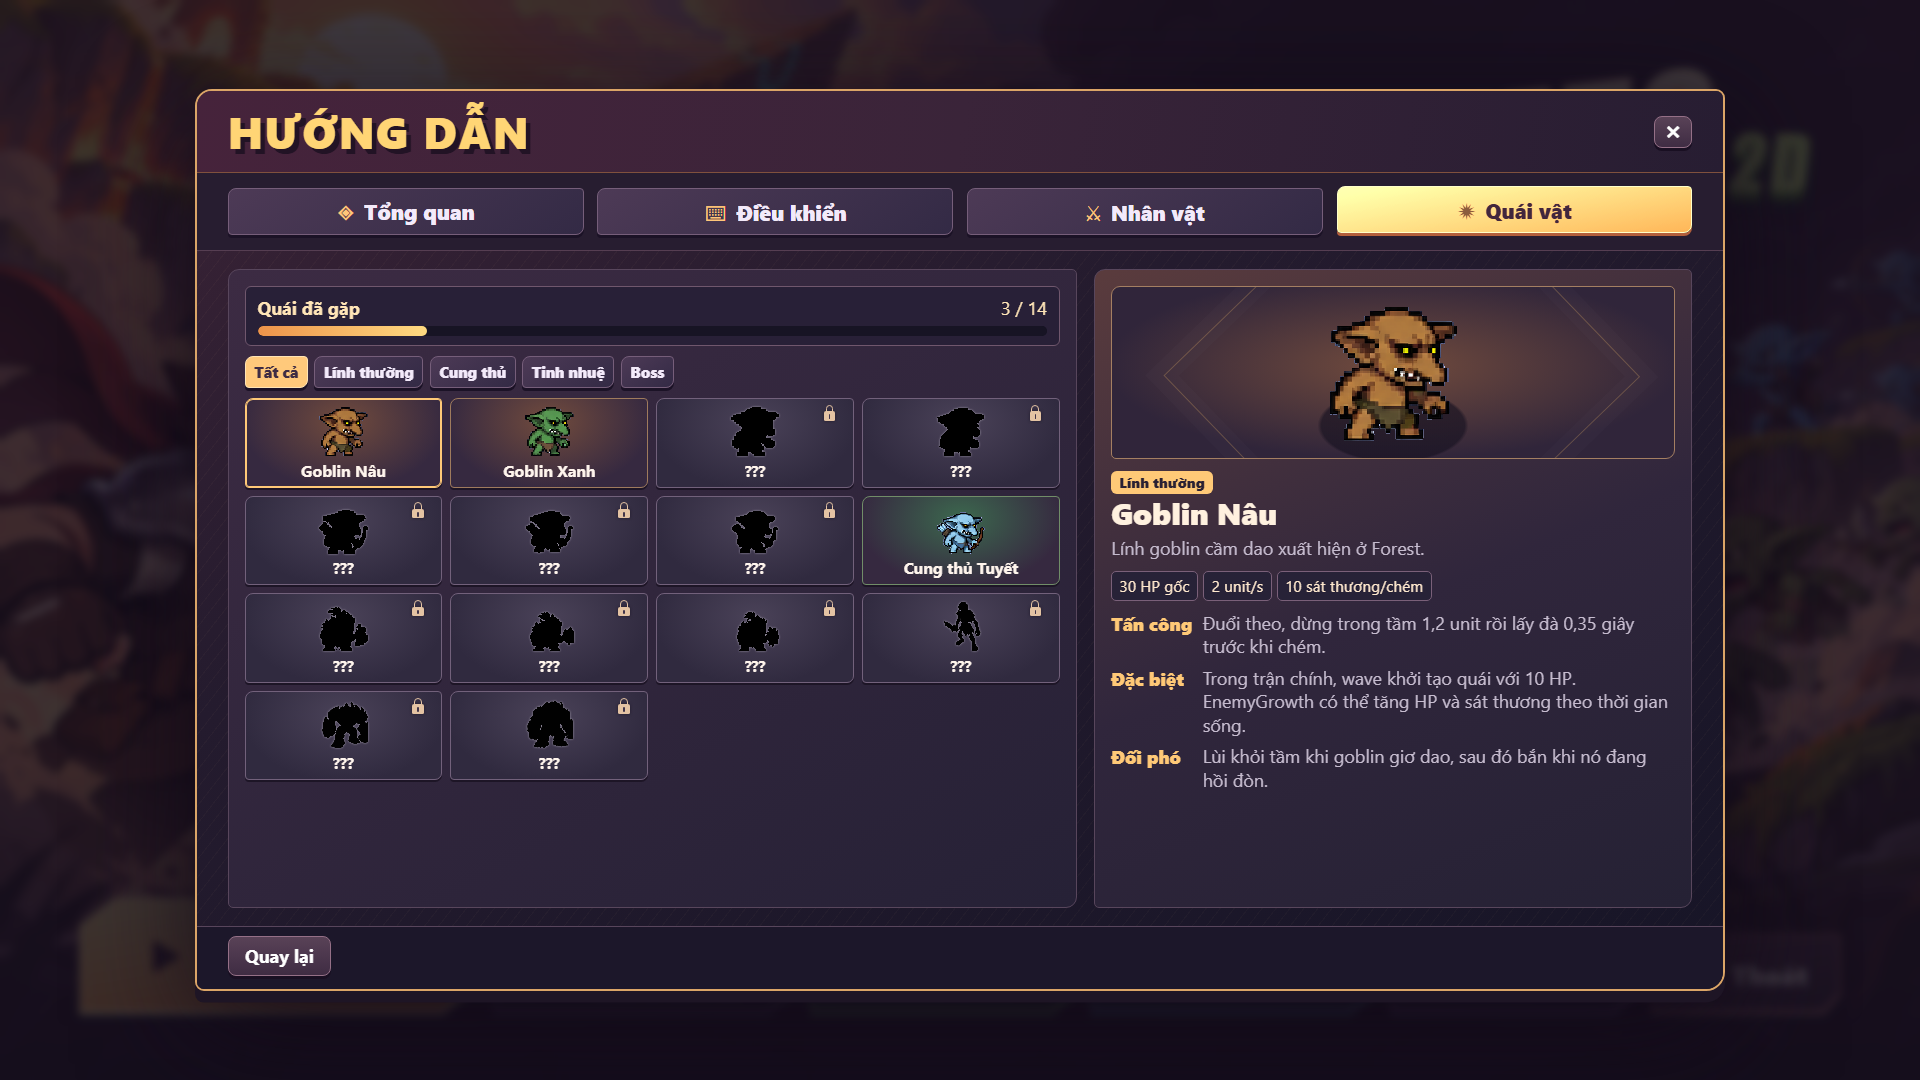 HƯỚNG DẪN
Tổng quan
Điều khiển
Nhân vật
Quái vật
Quái đã gặp
3 / 14
Tất cả
Lính thường
Cung thủ
Tinh nhuệ
Boss
Goblin Nâu
Goblin Xanh
???
???
???
???
???
Cung thủ Tuyết
???
???
???
???
???
???
Lính thường
Goblin Nâu
Lính goblin cầm dao xuất hiện ở Forest.
30 HP gốc
2 unit/s
10 sát thương/chém
Tấn công
Đuổi theo, dừng trong tầm 1,2 unit rồi lấy đà 0,35 giây
trước khi chém.
Đặc biệt
Trong trận chính, wave khởi tạo quái với 10 HP.
EnemyGrowth có thể tăng HP và sát thương theo thời gian
sống.
Đối phó
Lùi khỏi tầm khi goblin giơ dao, sau đó bắn khi nó đang
hồi đòn.
Quay lại
2D
Thoát